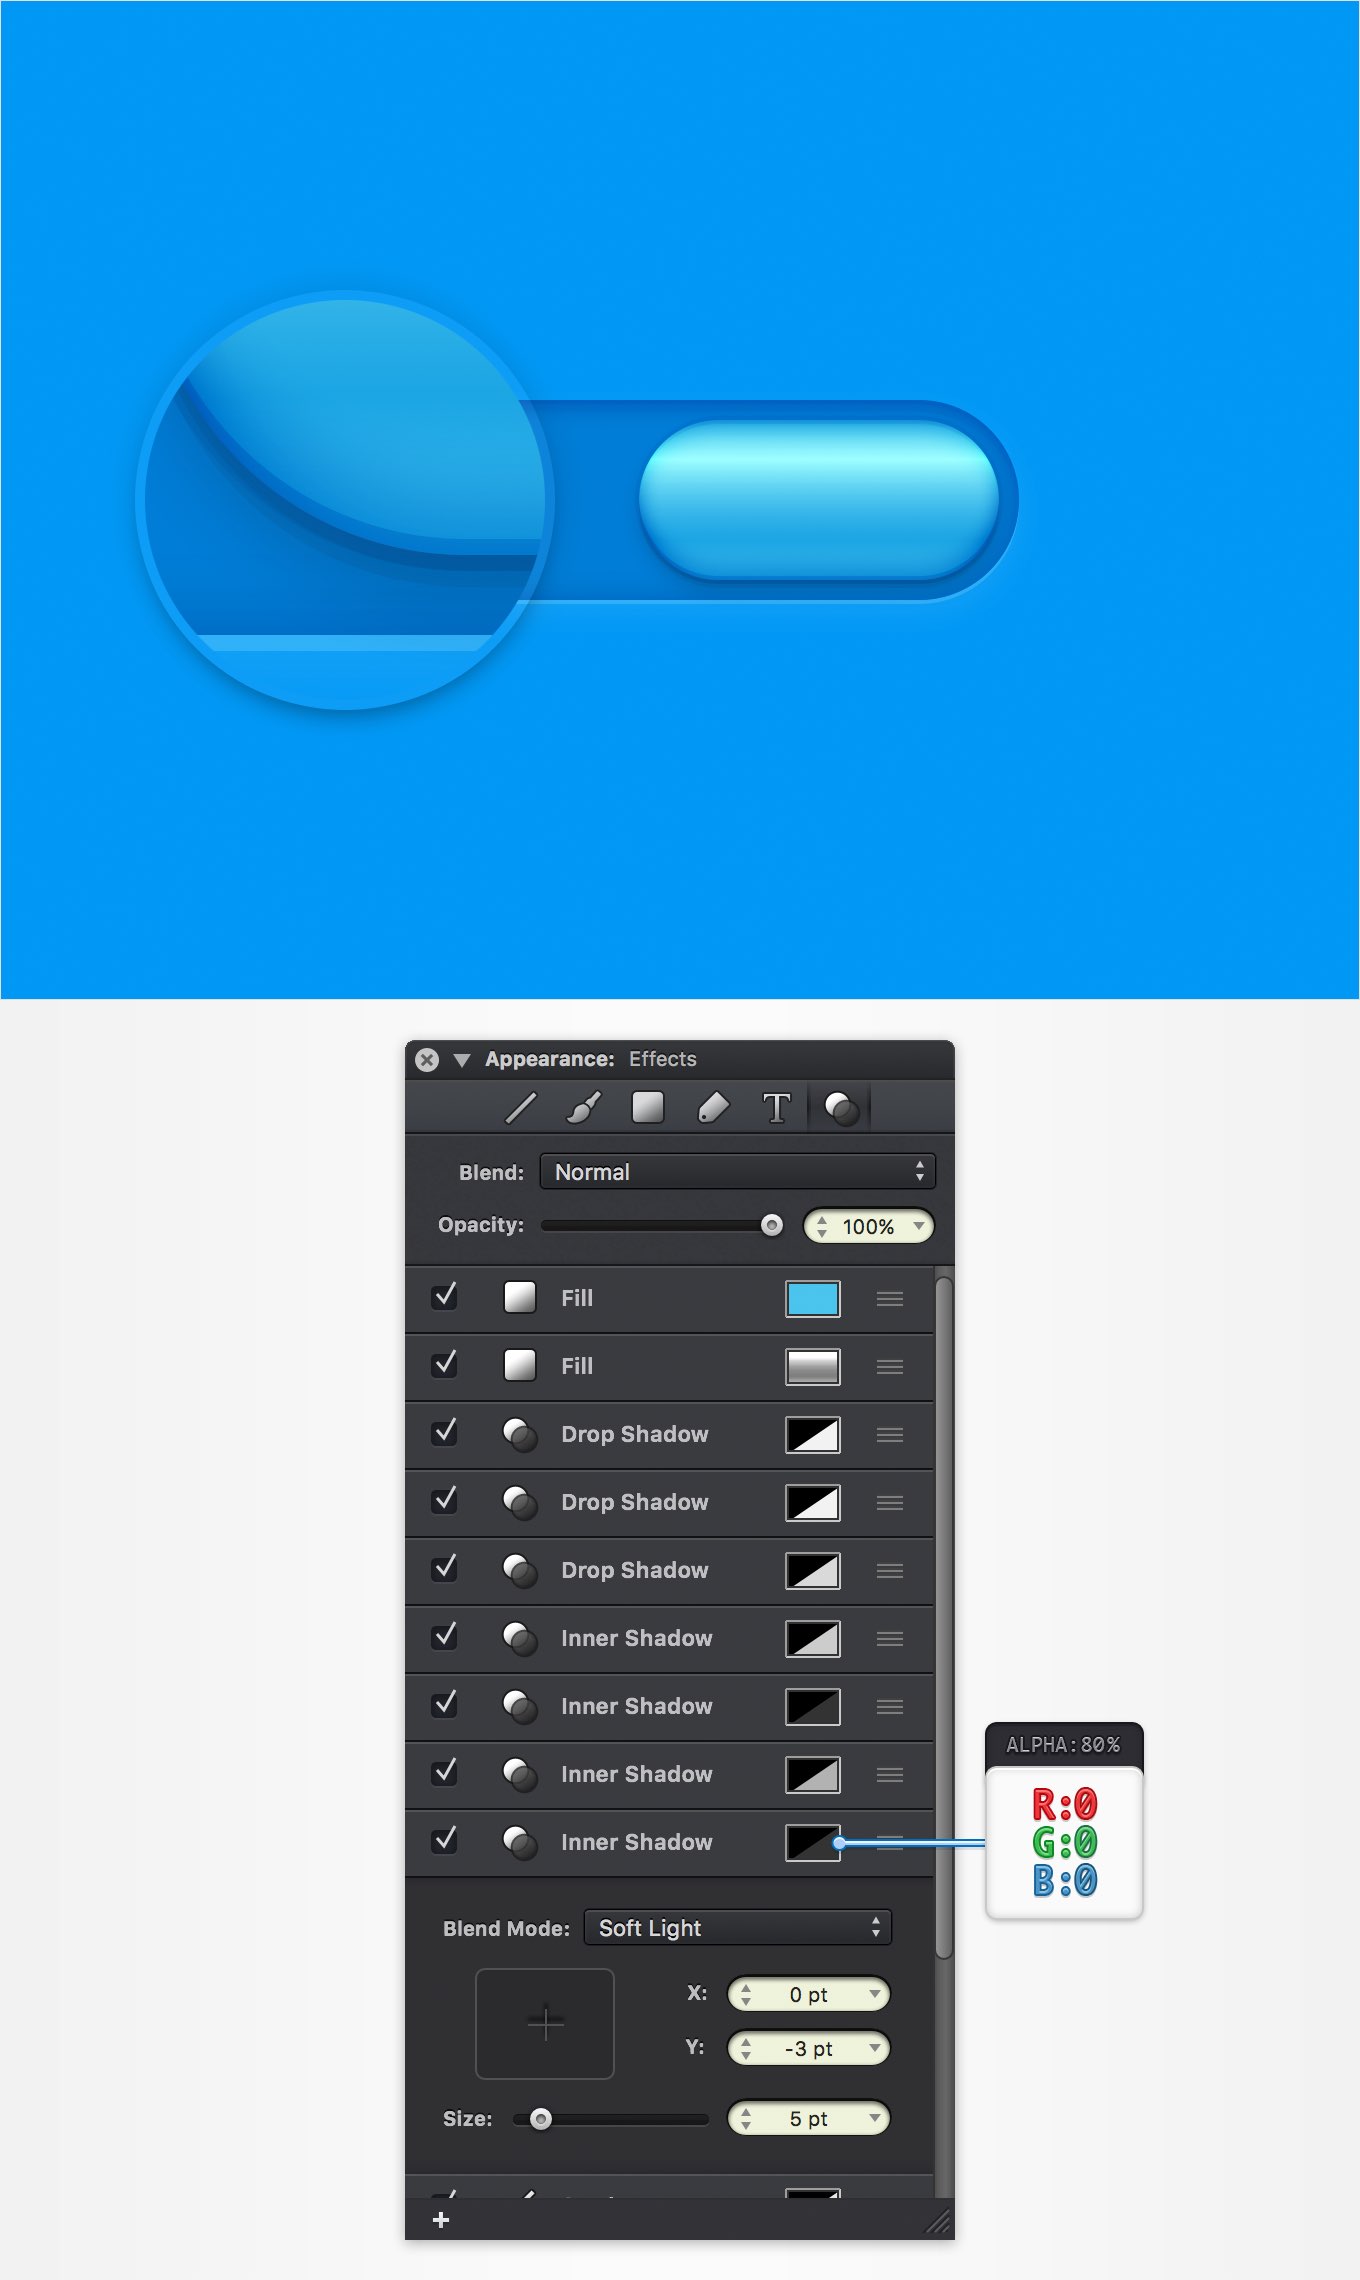 Appearance: Effects
T
Blend: Normal
Opacity: 100%
Fill
Fill
Drop Shadow
Drop Shadow
Drop Shadow
Inner Shadow
Inner Shadow
Inner Shadow
Inner Shadow
ALPHA:80%
R:0
G:0
B:0
Blend Mode: Soft Light
X: 0 pt
Y: -3 pt
Size: 5 pt